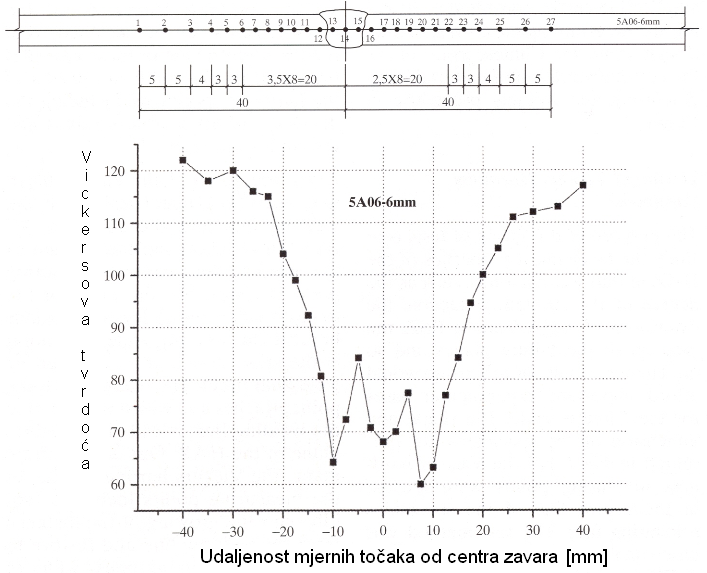 1 2 3 4 5 6 7 8 9 10 11 13 15 17 18 19 20 21 22 23 24 25 26 27 5A06-6mm
12 14 16
5 5 4 3 3 3,5X8=20 2,5X8=20 3 3 4 5 5
40 40
Vickersova tvrdoća
120
110
100
90
80
70
60
5A06-6mm
−40 −30 −20 −10 0 10 20 30 40
Udaljenost mjernih točaka od centra zavara [mm]